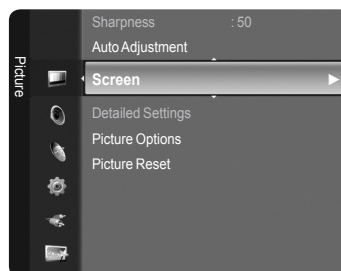 Picture
Sharpness : 50
Auto Adjustment
Screen
Detailed Settings
Picture Options
Picture Reset